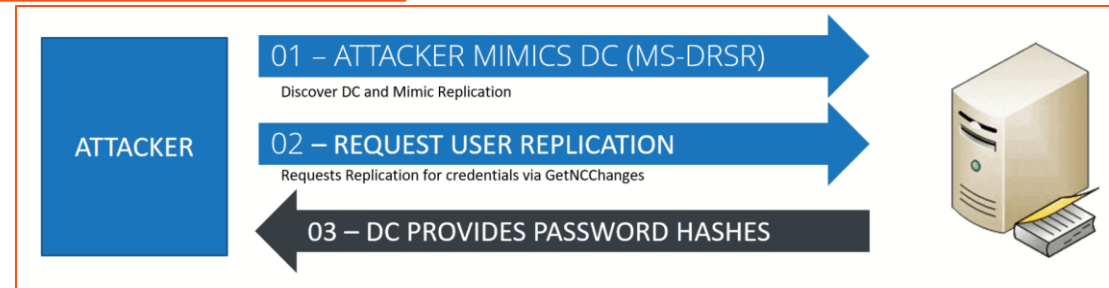 ATTACKER
01 – ATTACKER MIMICS DC (MS-DRSR)
Discover DC and Mimic Replication
02 – REQUEST USER REPLICATION
Requests Replication for credentials via GetNCChanges
03 – DC PROVIDES PASSWORD HASHES